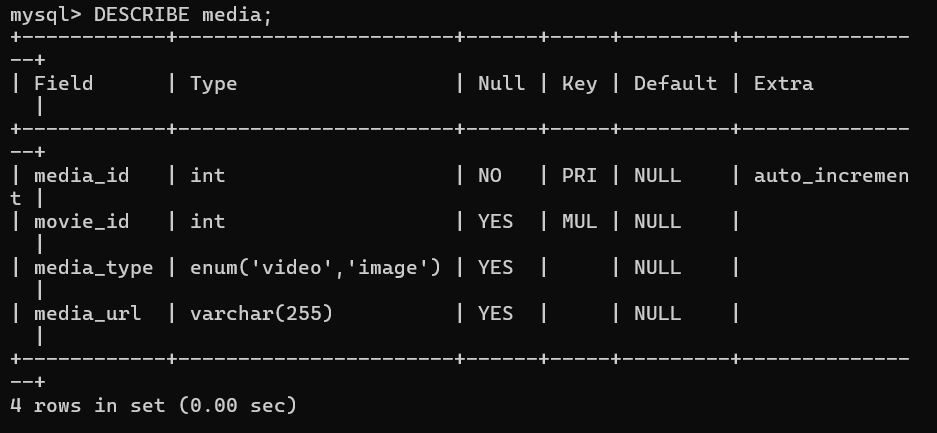 mysql> DESCRIBE media;
+------------+-----------------------+------+-----+---------+--------------
--+
| Field      | Type                  | Null | Key | Default | Extra
  |
+------------+-----------------------+------+-----+---------+--------------
--+
| media_id   | int                   | NO   | PRI | NULL    | auto_incremen
t |
| movie_id   | int                   | YES  | MUL | NULL    |
  |
| media_type | enum('video','image') | YES  |     | NULL    |
  |
| media_url  | varchar(255)          | YES  |     | NULL    |
  |
+------------+-----------------------+------+-----+---------+--------------
--+
4 rows in set (0.00 sec)